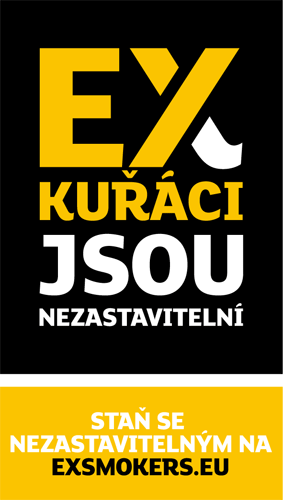 EX
KUŘÁCI
JSOU
NEZASTAVITELNÍ
STAŇ SE
NEZASTAVITELNÝM NA
EXSMOKERS.EU